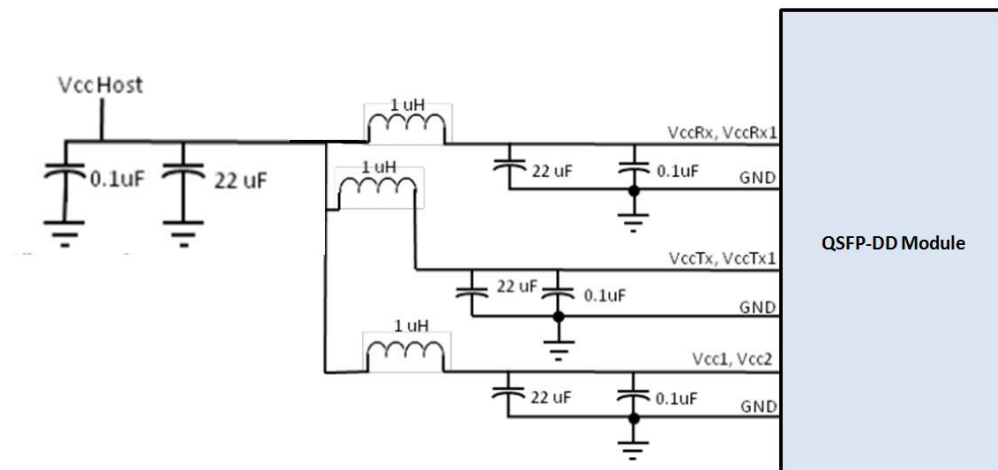 VccHost
0.1uF
22 uF
1 uH
VccRx, VccRx1
22 uF
0.1uF
GND
1 uH
QSFP-DD Module
VccTx, VccTx1
22 uF
0.1uF
GND
1 uH
Vcc1, Vcc2
22 uF
0.1uF
GND